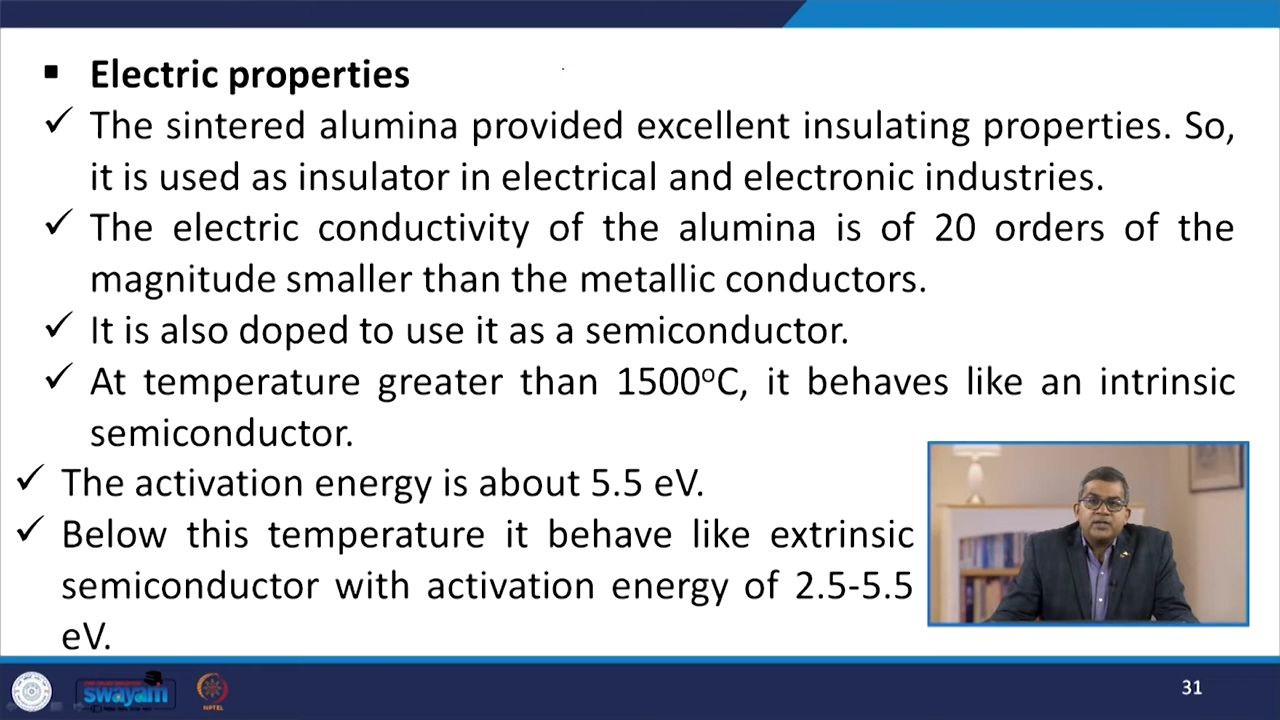 ▪ Electric properties
✓ The sintered alumina provided excellent insulating properties. So,
it is used as insulator in electrical and electronic industries.
✓ The electric conductivity of the alumina is of 20 orders of the
magnitude smaller than the metallic conductors.
✓ It is also doped to use it as a semiconductor.
✓ At temperature greater than 1500°C, it behaves like an intrinsic
semiconductor.
✓ The activation energy is about 5.5 eV.
✓ Below this temperature it behave like extrinsic
semiconductor with activation energy of 2.5-5.5
eV.
swayam
NPTEL
31